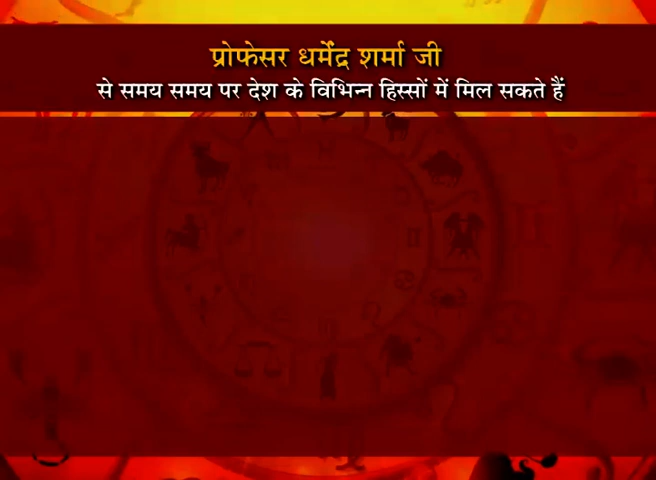 प्रोफेसर धर्मेंद्र शर्मा जी
से समय समय पर देश के विभिन्न हिस्सों में मिल सकते हैं